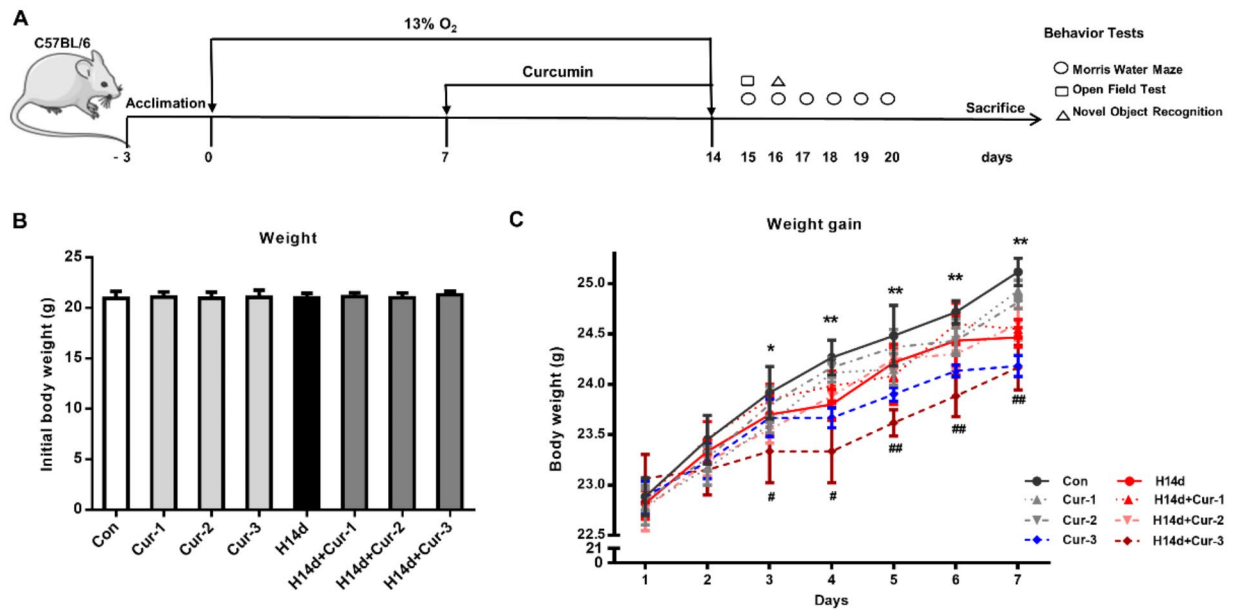 A
C57BL/6
13% O₂
Curcumin
Acclimation
Sacrifice
- 3
0
7
14
15
16
17
18
19
20
days
Behavior Tests
Morris Water Maze
Open Field Test
Novel Object Recognition
B
Weight
Initial body weight (g)
25
20
15
10
5
0
Con
Cur-1
Cur-2
Cur-3
H14d
H14d+Cur-1
H14d+Cur-2
H14d+Cur-3
C
Weight gain
Body weight (g)
25.0
24.5
24.0
23.5
23.0
22.5
21
0
*
**
**
**
**
#
#
##
##
##
1
2
3
4
5
6
7
Days
Con
Cur-1
Cur-2
Cur-3
H14d
H14d+Cur-1
H14d+Cur-2
H14d+Cur-3